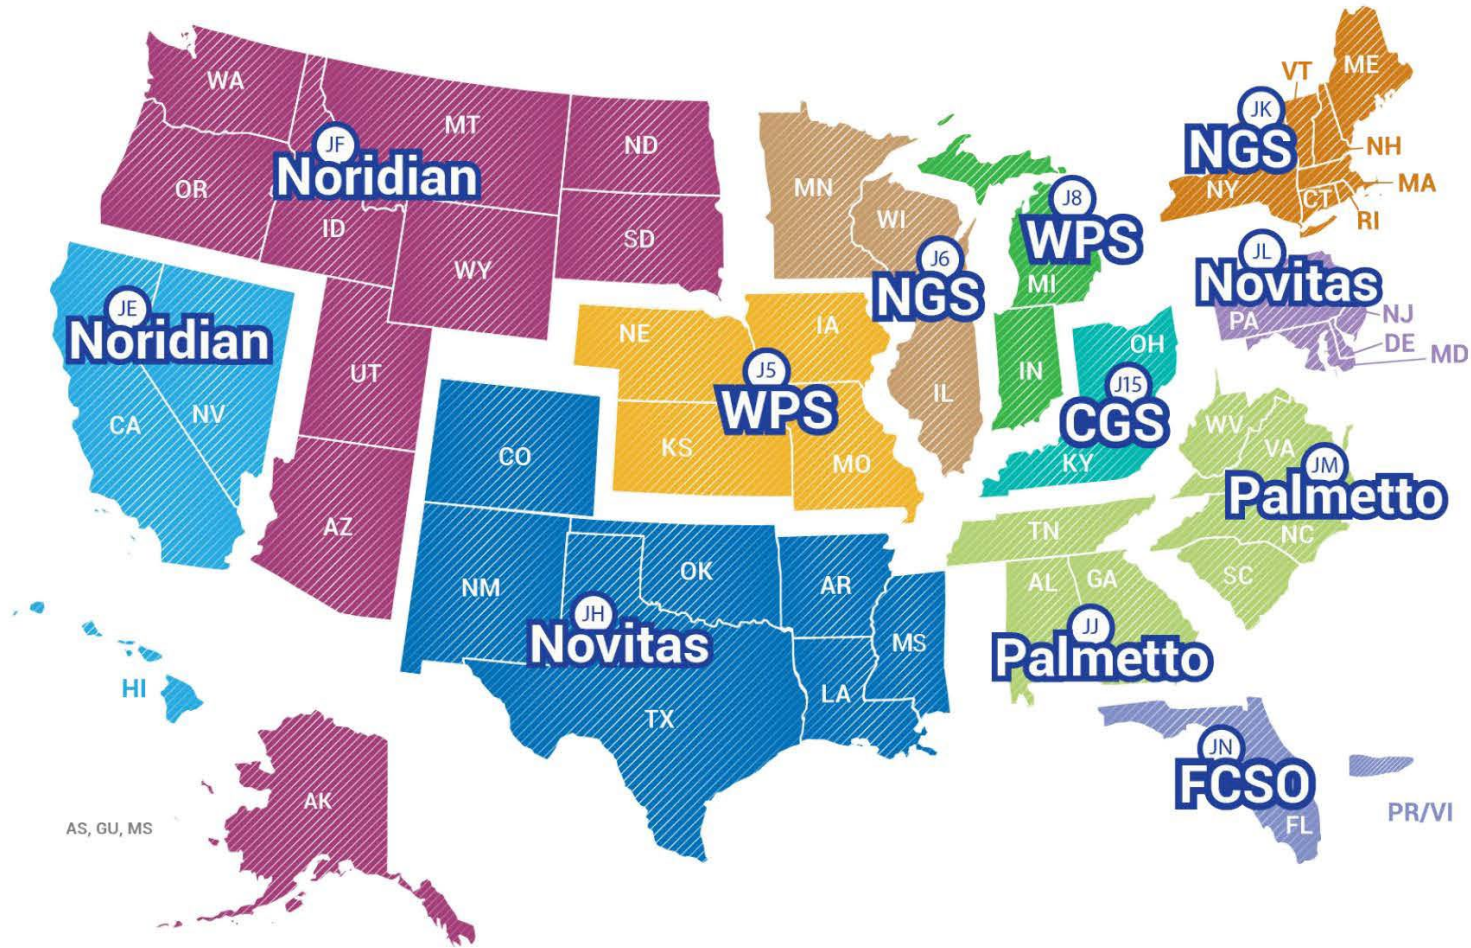 WA
MT
ND
OR
ID
SD
WY
JF
Noridian
MN
WI
MI
J8
WPS
J6
NGS
IL
IN
VT
ME
JK
NGS
NY
NH
MA
CT
RI
JL
Novitas
PA
NJ
DE
MD
JE
Noridian
CA
NV
UT
AZ
NE
IA
J5
WPS
KS
MO
OH
J15
CGS
KY
WV
VA
JM
Palmetto
NC
SC
TN
AL
GA
JJ
Palmetto
CO
NM
OK
AR
MS
JH
Novitas
TX
LA
HI
AK
AS, GU, MS
JN
FCSO
FL
PR/VI